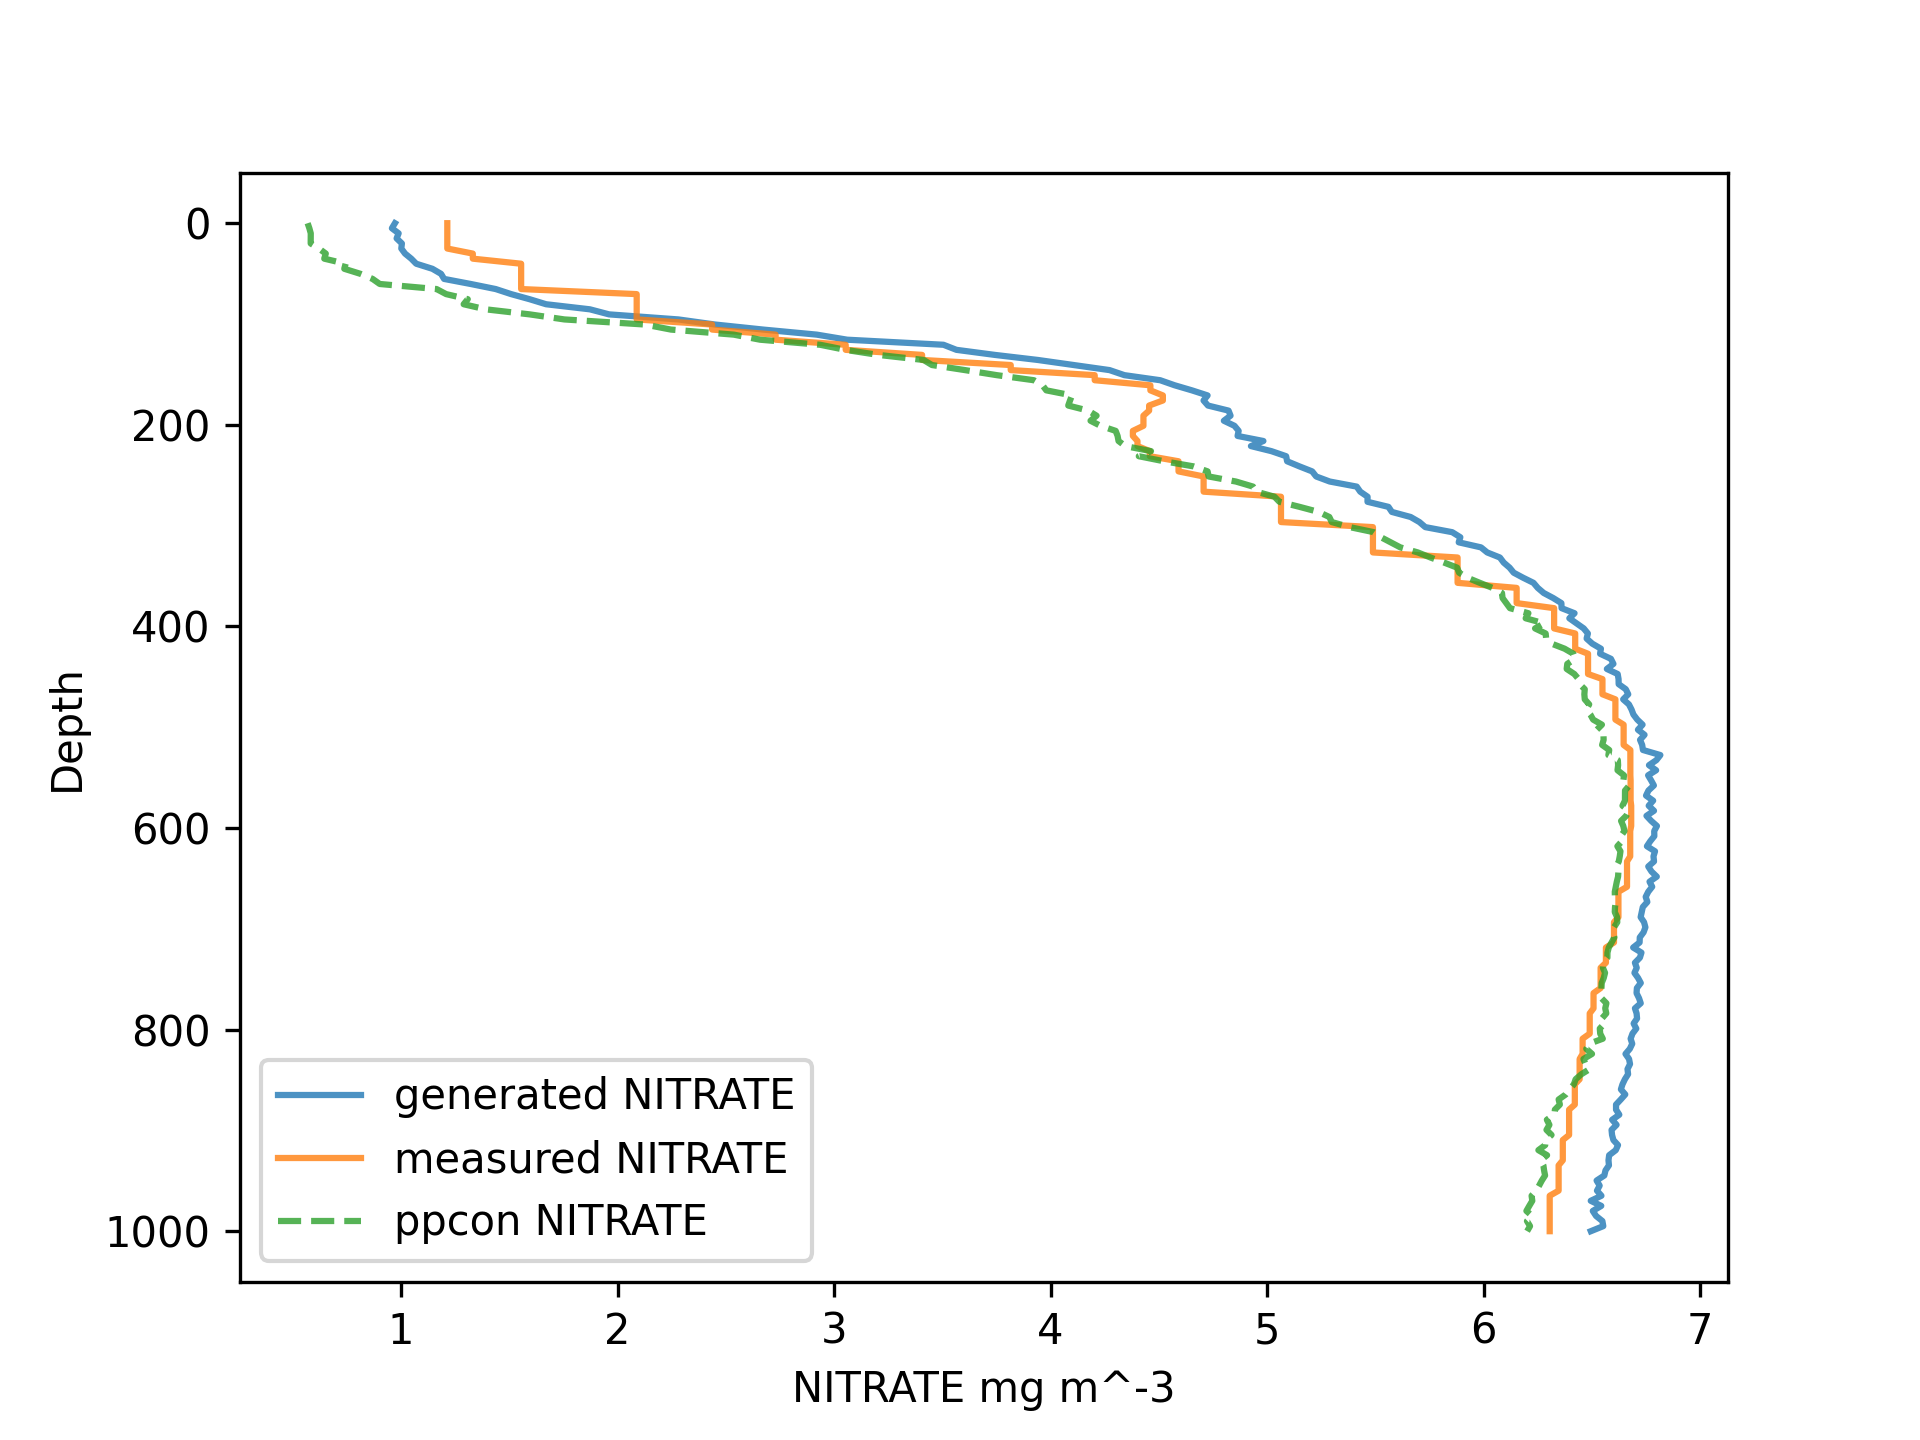 0
200
400
600
800
1000
Depth
generated NITRATE
measured NITRATE
ppcon NITRATE
1 2 3 4 5 6 7
NITRATE mg m^-3